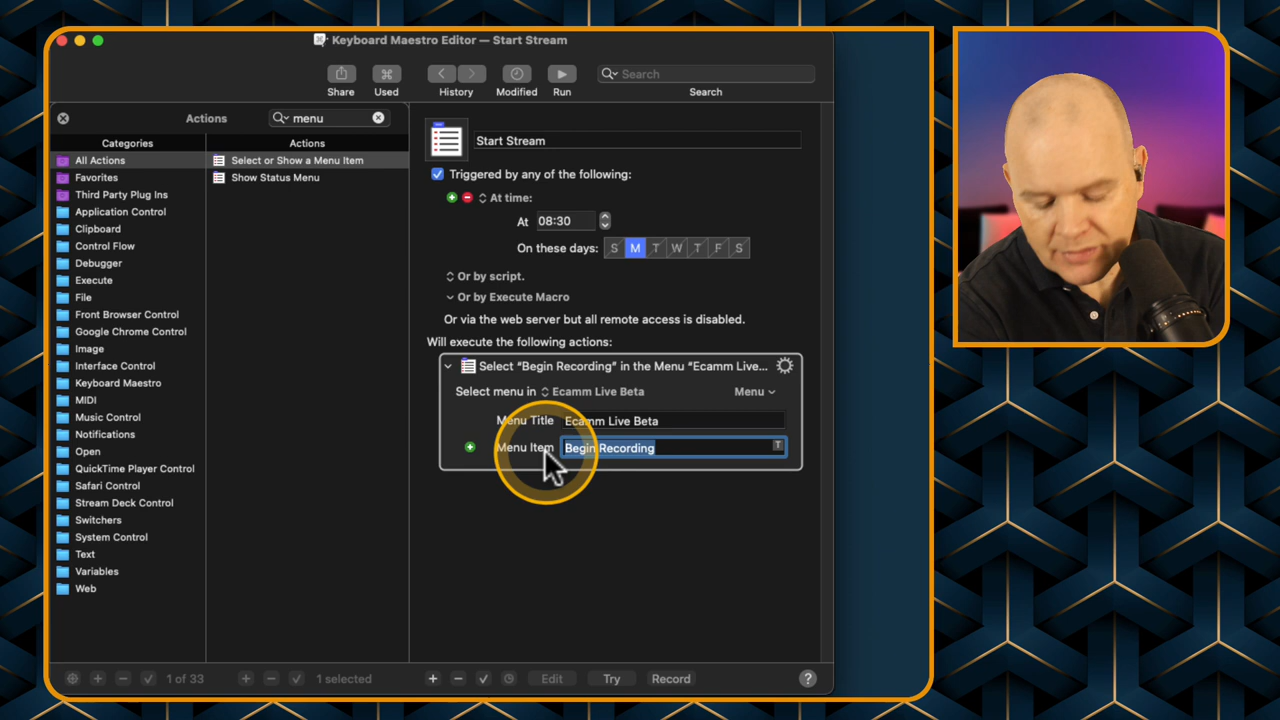 Keyboard Maestro Editor — Start Stream
Share
Used
History
Modified
Run
Search
Search
Actions
menu
Categories
Actions
All Actions
Favorites
Third Party Plug Ins
Application Control
Clipboard
Control Flow
Debugger
Execute
File
Front Browser Control
Google Chrome Control
Image
Interface Control
Keyboard Maestro
MIDI
Music Control
Notifications
Open
QuickTime Player Control
Safari Control
Stream Deck Control
Switchers
System Control
Text
Variables
Web
Select or Show a Menu Item
Show Status Menu
Start Stream
Triggered by any of the following:
At time:
At 08:30
On these days: S M T W T F S
Or by script.
Or by Execute Macro
Or via the web server but all remote access is disabled.
Will execute the following actions:
Select “Begin Recording” in the Menu “Ecamm Live...
Select menu in Ecamm Live Beta Menu
Menu Title Ecamm Live Beta
Menu Item Begin Recording T
1 of 33
1 selected
Edit
Try
Record
?